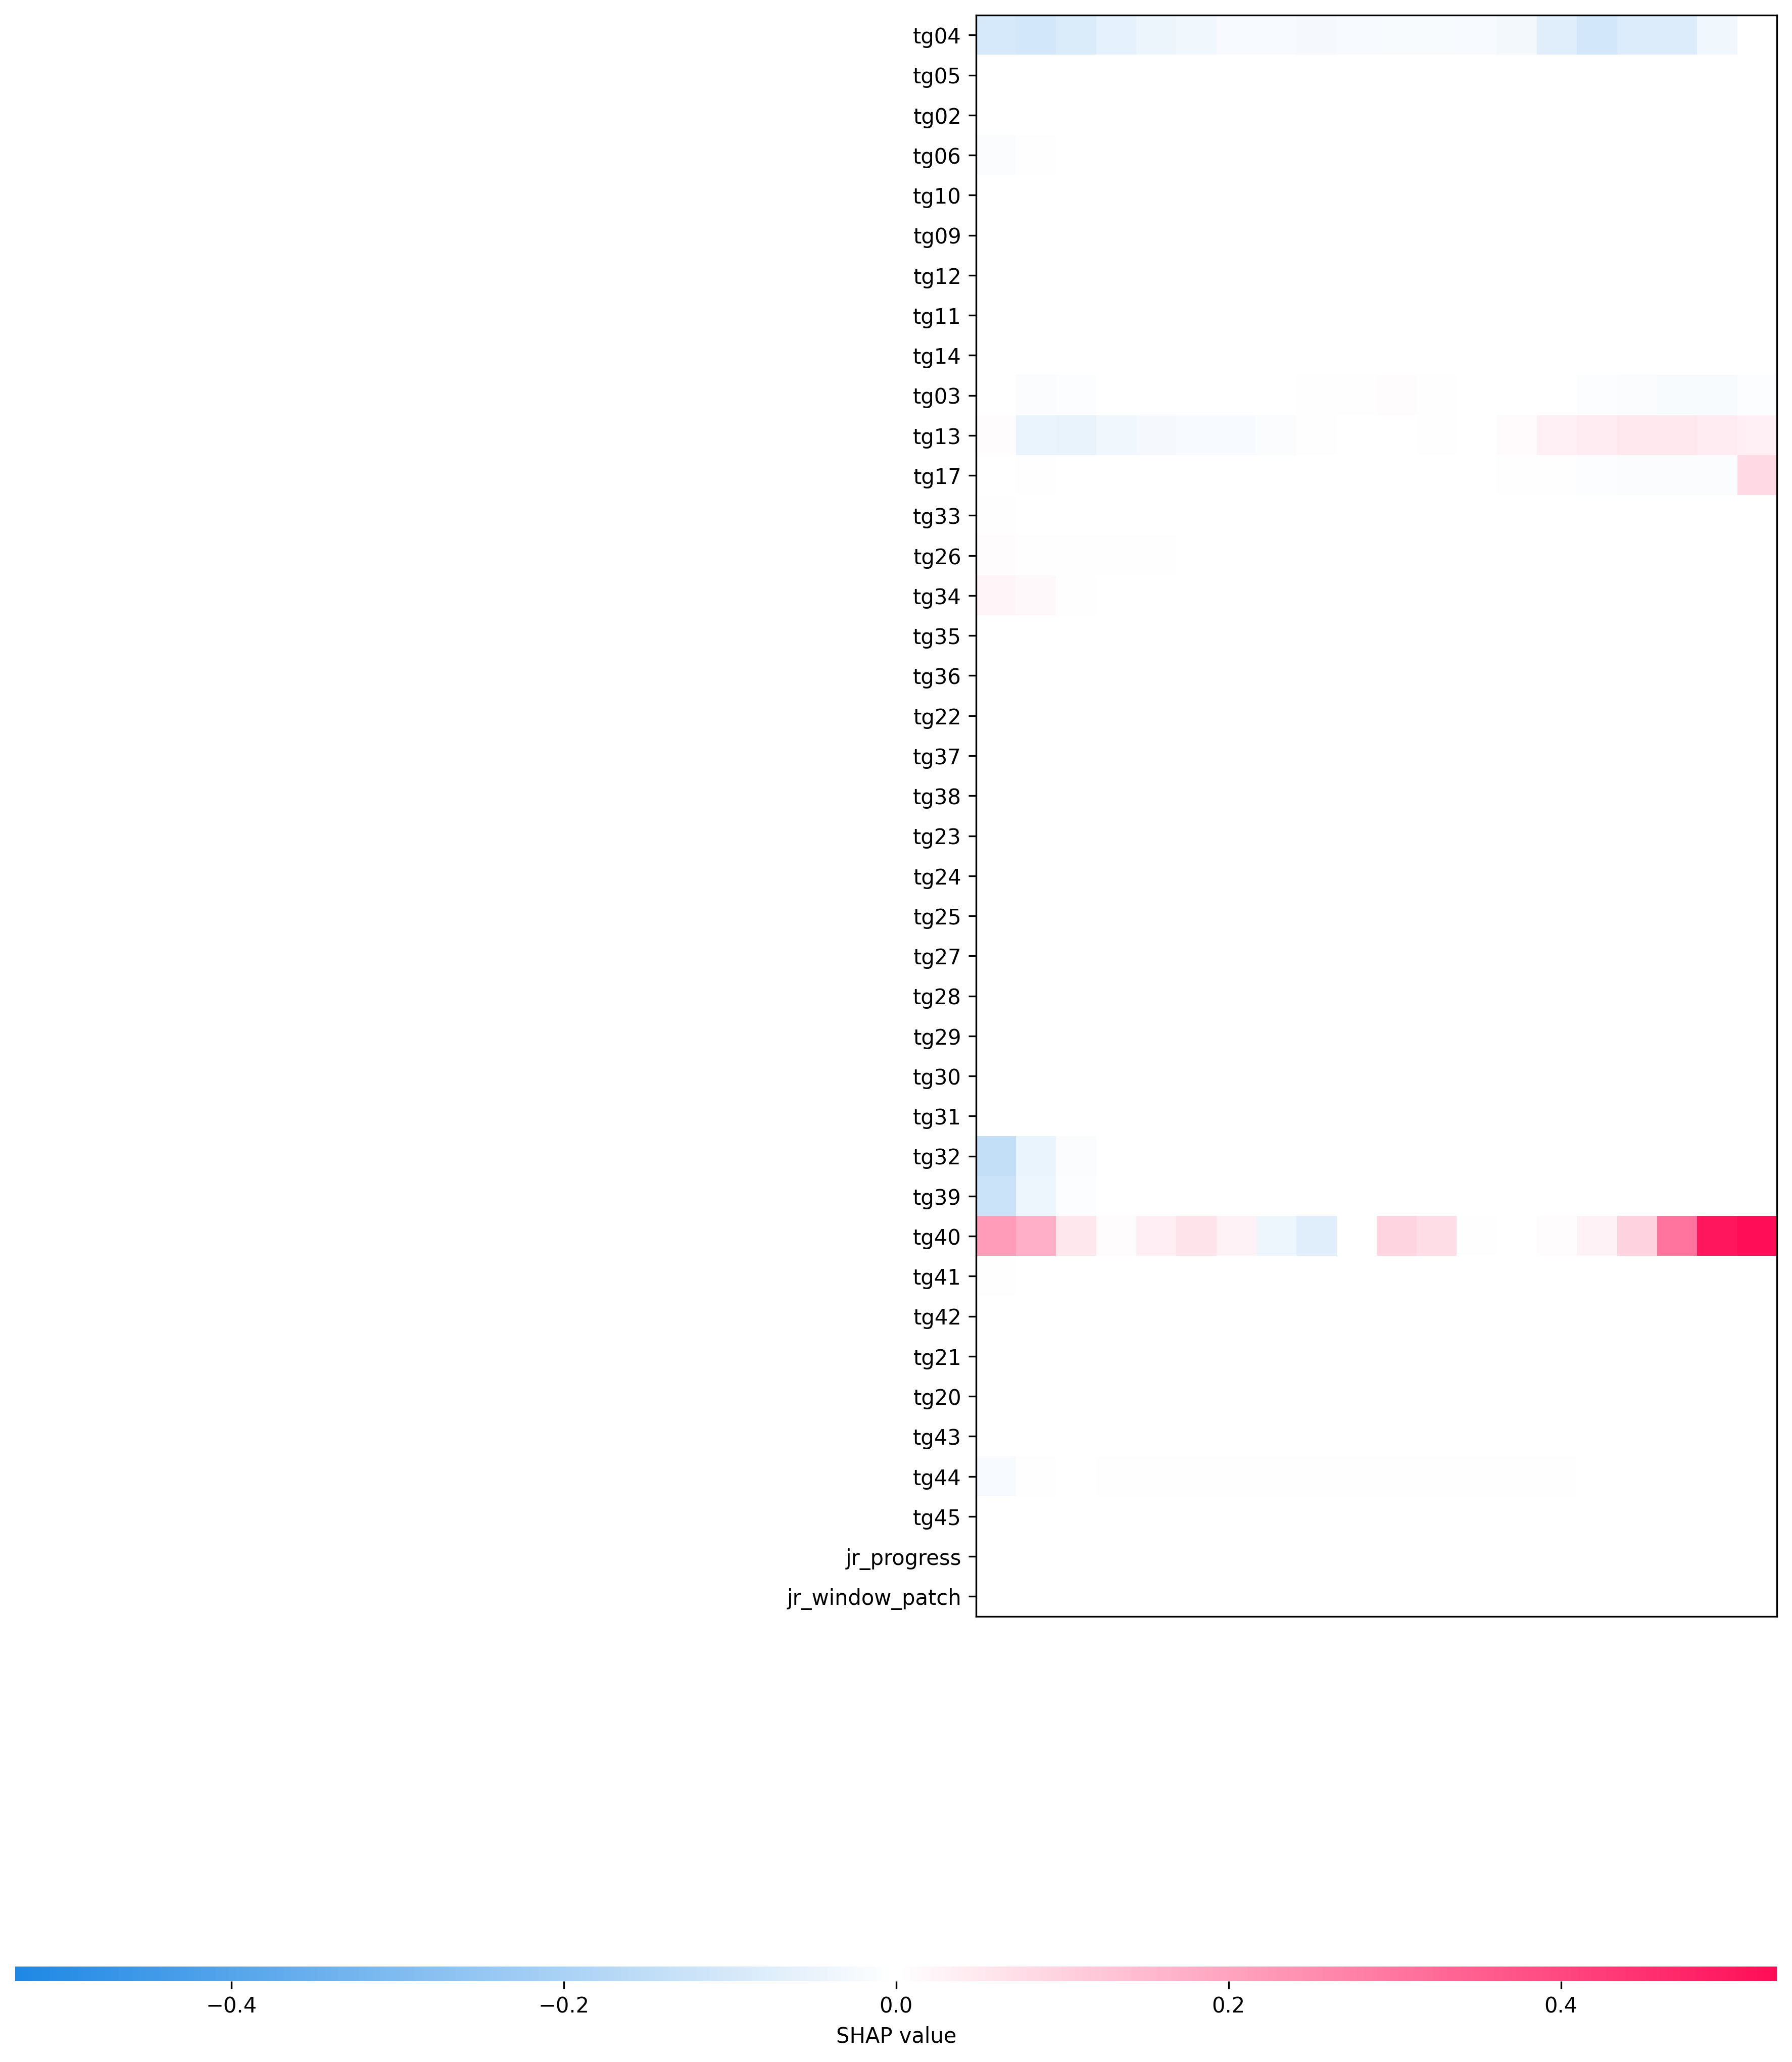 tg04
tg05
tg02
tg06
tg10
tg09
tg12
tg11
tg14
tg03
tg13
tg17
tg33
tg26
tg34
tg35
tg36
tg22
tg37
tg38
tg23
tg24
tg25
tg27
tg28
tg29
tg30
tg31
tg32
tg39
tg40
tg41
tg42
tg21
tg20
tg43
tg44
tg45
jr_progress
jr_window_patch
−0.4 −0.2 0.0 0.2 0.4
SHAP value